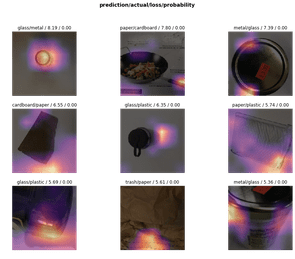 prediction/actual/loss/probability
glass/metal / 8.19 / 0.00
paper/cardboard / 7.80 / 0.00
metal/glass / 7.39 / 0.00
cardboard/paper / 6.55 / 0.00
glass/plastic / 6.35 / 0.00
paper/plastic / 5.74 / 0.00
glass/plastic / 5.69 / 0.00
trash/paper / 5.61 / 0.00
metal/glass / 5.36 / 0.00